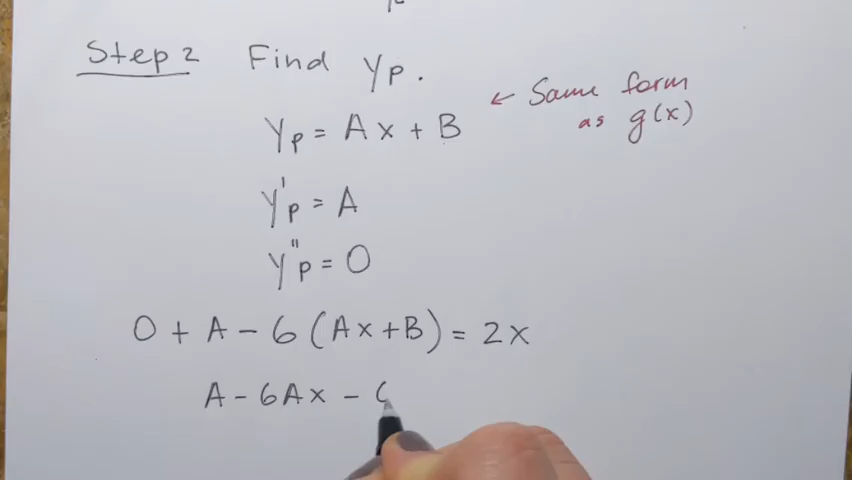 Step 2 Find yp.
yp = Ax + B ← Same form
as g(x)
y'p = A
y"p = 0
0 + A - 6(Ax+B) = 2x
A - 6Ax -